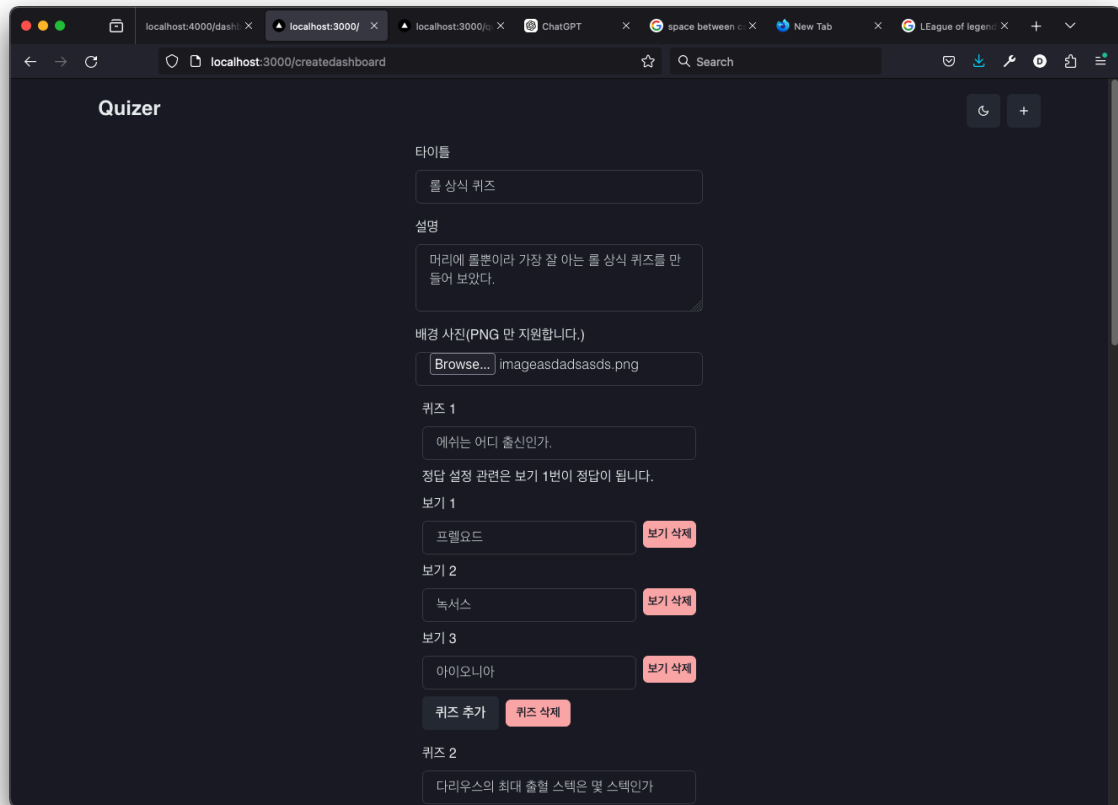 localhost:4000/dashl
localhost:3000/
localhost:3000/q
ChatGPT
space between c
New Tab
LEague of legend
localhost:3000/createdashboard
Search
Quizer
타이틀
롤 상식 퀴즈
설명
머리에 롤뿐이라 가장 잘 아는 롤 상식 퀴즈를 만
들어 보았다.
배경 사진(PNG 만 지원합니다.)
Browse... imageasdadsasds.png
퀴즈 1
에쉬는 어디 출신인가.
정답 설정 관련은 보기 1번이 정답이 됩니다.
보기 1
프렐요드 보기 삭제
보기 2
녹서스 보기 삭제
보기 3
아이오니아 보기 삭제
퀴즈 추가 퀴즈 삭제
퀴즈 2
다리우스의 최대 출혈 스텍은 몇 스텍인가